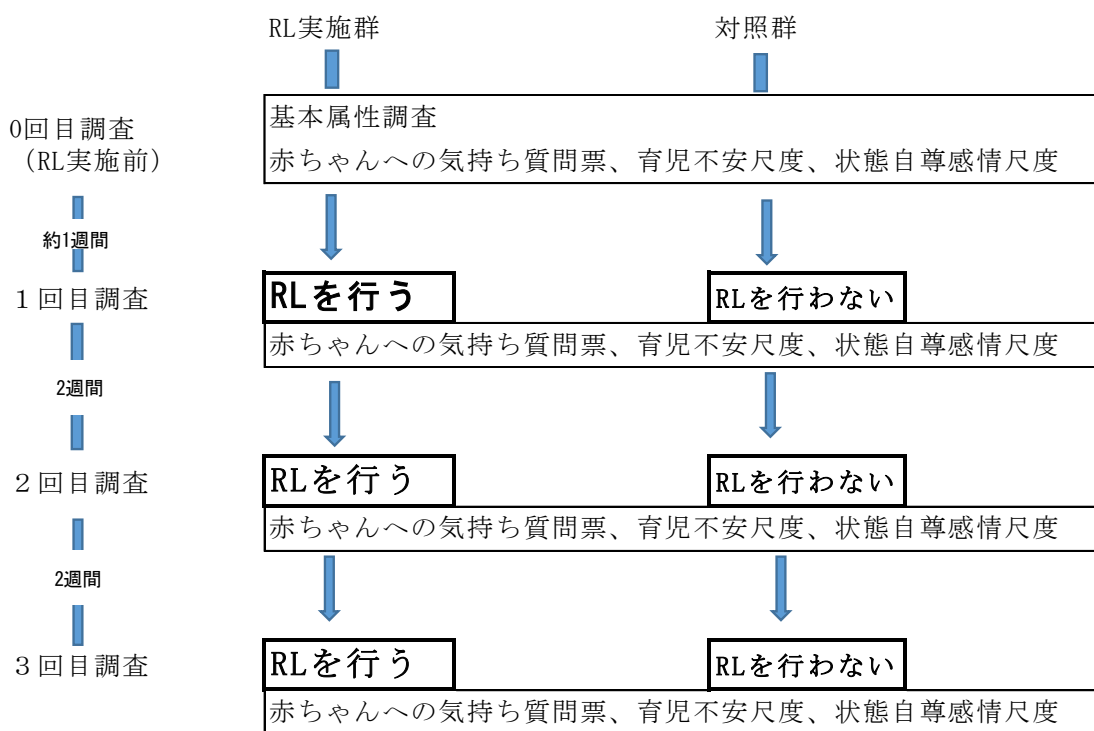 RL実施群 対照群
基本属性調査
0回目調査
(RL実施前)
赤ちゃんへの気持ち質問票、育児不安尺度、状態自尊感情尺度
約1週間
1回目調査
RLを行う RLを行わない
赤ちゃんへの気持ち質問票、育児不安尺度、状態自尊感情尺度
2週間
2回目調査
RLを行う RLを行わない
赤ちゃんへの気持ち質問票、育児不安尺度、状態自尊感情尺度
2週間
3回目調査
RLを行う RLを行わない
赤ちゃんへの気持ち質問票、育児不安尺度、状態自尊感情尺度